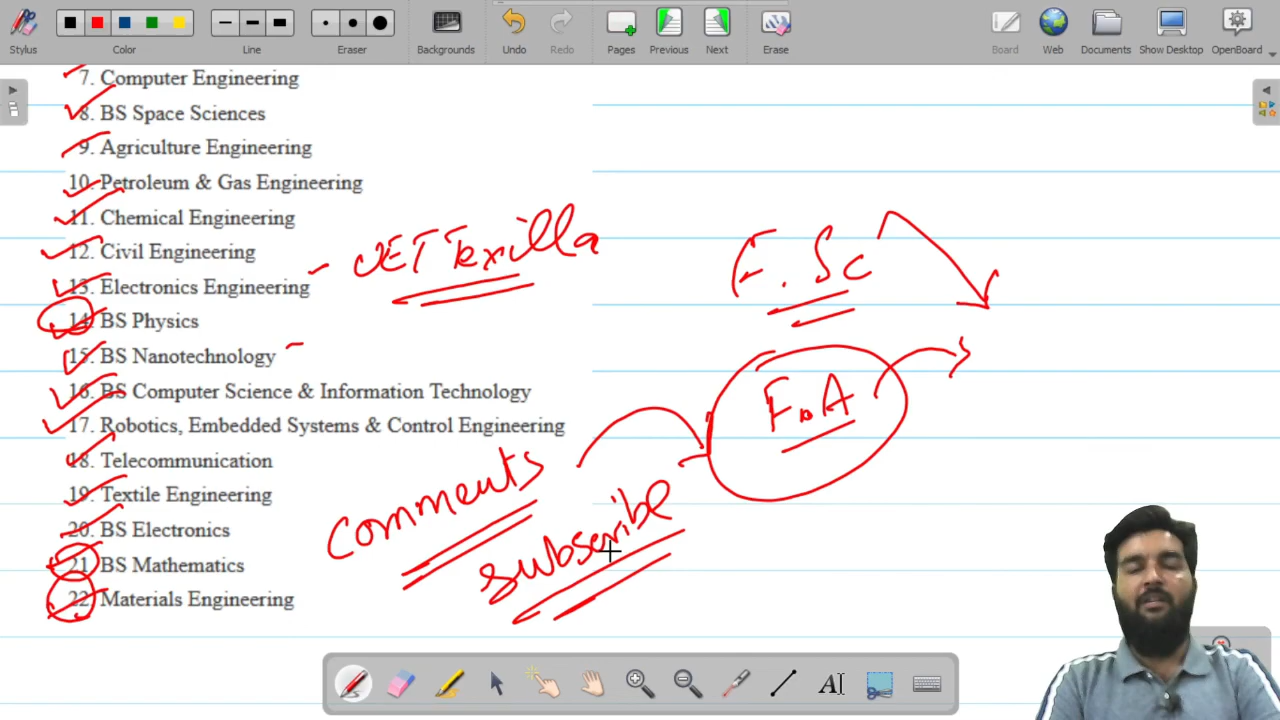 Stylus
Color
Line
Eraser
Backgrounds
Undo
Redo
Pages
Previous
Next
Erase
Board
Web
Documents
Show Desktop
OpenBoard
7. Computer Engineering
8. BS Space Sciences
9. Agriculture Engineering
10. Petroleum & Gas Engineering
11. Chemical Engineering
12. Civil Engineering
13. Electronics Engineering
UET Texilla
14. BS Physics
15. BS Nanotechnology
16. BS Computer Science & Information Technology
17. Robotics, Embedded Systems & Control Engineering
18. Telecommunication
19. Textile Engineering
20. BS Electronics
21 BS Mathematics
22. Materials Engineering
F.Sc
F.A
comments
subscribe